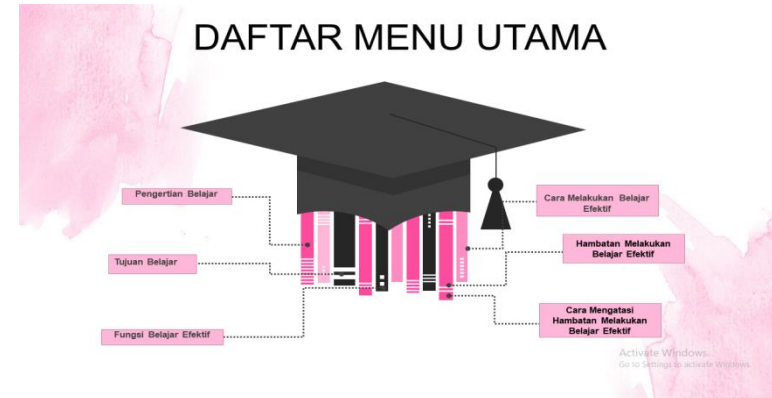 DAFTAR MENU UTAMA
Pengertian Belajar
Tujuan Belajar
Fungsi Belajar Efektif
Cara Melakukan Belajar
Efektif
Hambatan Melakukan
Belajar Efektif
Cara Mengatasi
Hambatan Melakukan
Belajar Efektif
Activate Windows
Go to Settings to activate Windows.